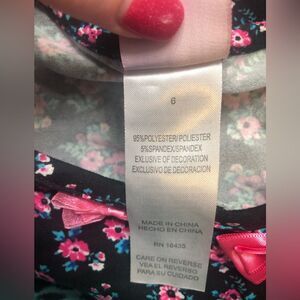 6
95%POLYESTER/POLIESTER
5%SPANDEX/SPANDEX
EXCLUSIVE OF DECORATION
EXCLUSIVO DE DECORACION
MADE IN CHINA
HECHO EN CHINA
RN 16435
CARE ON REVERSE
VEA EL REVERSO
PARA SU CUIDADO